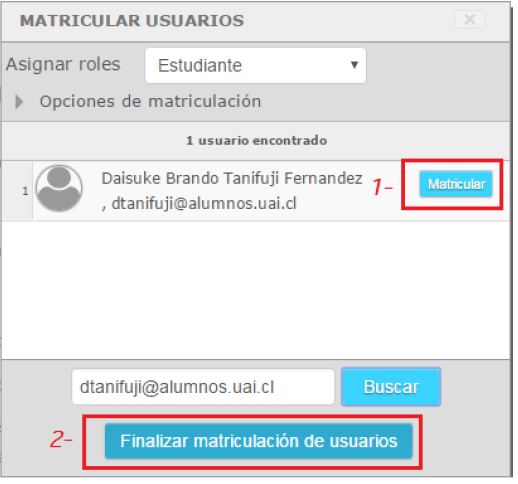 MATRICULAR USUARIOS
Asignar roles Estudiante
Opciones de matriculación
1 usuario encontrado
1 Daisuke Brando Tanifuji Fernandez 1- Matricular
, dtanifuji@alumnos.uai.cl
dtanifuji@alumnos.uai.cl Buscar
2- Finalizar matriculación de usuarios